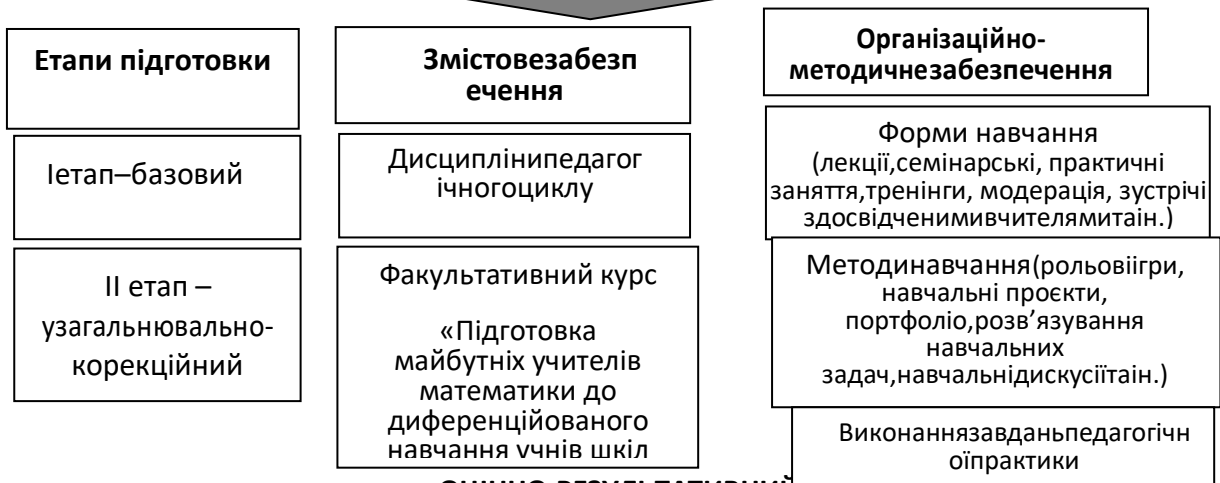 Етапи підготовки
Змістовезабезп
ечення
Організаційно-
методичнезабезпечення
Іетап–базовий
Дисциплінипедагог
ічногоциклу
Форми навчання
(лекції,семінарські, практичні
заняття,тренінги, модерація, зустрічі
здосвідченимивчителямитаін.)
ІІ етап –
узагальнювально-
корекційний
Факультативний курс
«Підготовка
майбутніх учителів
математики до
диференційованого
навчання учнів шкіл
Методинавчання(рольовіігри,
навчальні проєкти,
портфоліо,розв’язування
навчальних
задач,навчальнідискусіїтаін.)
Виконаннязавданьпедагогічн
оїпрактики